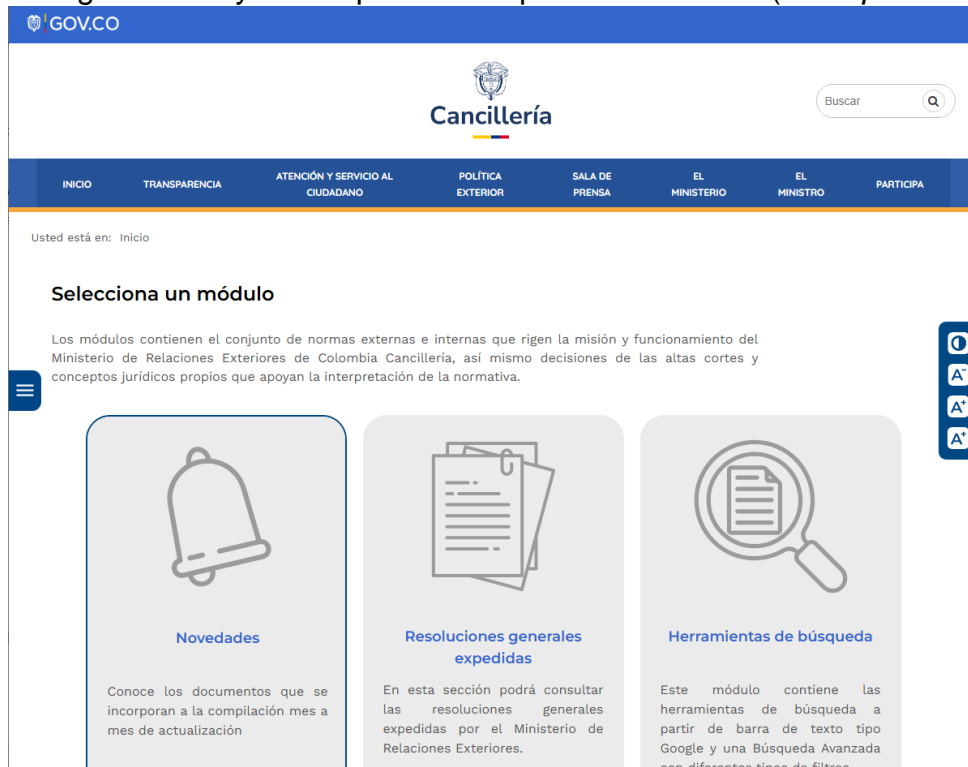 GOV.CO
Cancillería
Buscar
INICIO
TRANSPARENCIA
ATENCIÓN Y SERVICIO AL
CIUDADANO
POLÍTICA
EXTERIOR
SALA DE
PRENSA
EL
MINISTERIO
EL
MINISTRO
PARTICIPA
Usted está en: Inicio
Selecciona un módulo
Los módulos contienen el conjunto de normas externas e internas que rigen la misión y funcionamiento del
Ministerio de Relaciones Exteriores de Colombia Cancillería, así mismo decisiones de las altas cortes y
conceptos jurídicos propios que apoyan la interpretación de la normativa.
A-
A+
A+
Novedades
Conoce los documentos que se
incorporan a la compilación mes a
mes de actualización
Resoluciones generales
expedidas
En esta sección podrá consultar
las resoluciones generales
expedidas por el Ministerio de
Relaciones Exteriores.
Herramientas de búsqueda
Este módulo contiene las
herramientas de búsqueda a
partir de barra de texto tipo
Google y una Búsqueda Avanzada
con diferentes tipos de filtros